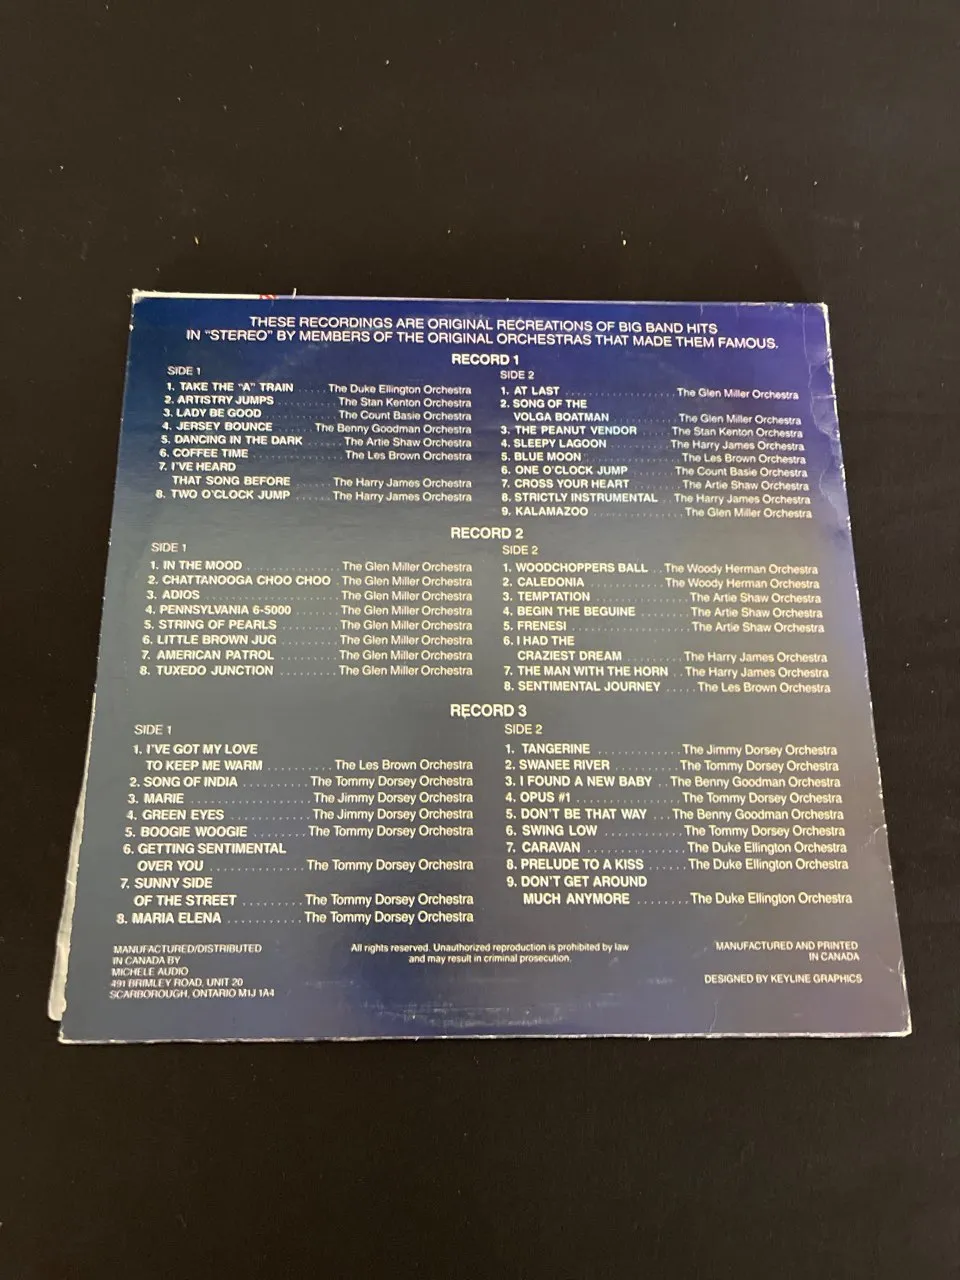 THESE RECORDINGS ARE ORIGINAL RECREATIONS OF BIG BAND HITS
IN "STEREO" BY MEMBERS OF THE ORIGINAL ORCHESTRAS THAT MADE THEM FAMOUS.
RECORD 1
SIDE 1
1. TAKE THE "A" TRAIN ..... The Duke Ellington Orchestra
2. ARTISTRY JUMPS ......... The Stan Kenton Orchestra
3. LADY BE GOOD .......... The Count Basie Orchestra
4. JERSEY BOUNCE ...... The Benny Goodman Orchestra
5. DANCING IN THE DARK ...... The Artie Shaw Orchestra
6. COFFEE TIME ............. The Les Brown Orchestra
7. I'VE HEARD
THAT SONG BEFORE ...... The Harry James Orchestra
8. TWO O'CLOCK JUMP ...... The Harry James Orchestra
SIDE 2
1. AT LAST ................. The Glen Miller Orchestra
2. SONG OF THE
VOLGA BOATMAN .......... The Glen Miller Orchestra
3. THE PEANUT VENDOR ..... The Stan Kenton Orchestra
4. SLEEPY LAGOON ......... The Harry James Orchestra
5. BLUE MOON .............. The Les Brown Orchestra
6. ONE O'CLOCK JUMP ...... The Count Basie Orchestra
7. CROSS YOUR HEART ....... The Artie Shaw Orchestra
8. STRICTLY INSTRUMENTAL .. The Harry James Orchestra
9. KALAMAZOO .............. The Glen Miller Orchestra
RECORD 2
SIDE 1
1. IN THE MOOD .............. The Glen Miller Orchestra
2. CHATTANOOGA CHOO CHOO . The Glen Miller Orchestra
3. ADIOS .................... The Glen Miller Orchestra
4. PENNSYLVANIA 6-5000 ....... The Glen Miller Orchestra
5. STRING OF PEARLS ......... The Glen Miller Orchestra
6. LITTLE BROWN JUG ......... The Glen Miller Orchestra
7. AMERICAN PATROL .......... The Glen Miller Orchestra
8. TUXEDO JUNCTION ......... The Glen Miller Orchestra
SIDE 2
1. WOODCHOPPERS BALL .. The Woody Herman Orchestra
2. CALEDONIA ........... The Woody Herman Orchestra
3. TEMPTATION ............. The Artie Shaw Orchestra
4. BEGIN THE BEGUINE ....... The Artie Shaw Orchestra
5. FRENESI ................. The Artie Shaw Orchestra
6. I HAD THE
CRAZIEST DREAM ......... The Harry James Orchestra
7. THE MAN WITH THE HORN .. The Harry James Orchestra
8. SENTIMENTAL JOURNEY ..... The Les Brown Orchestra
RECORD 3
SIDE 1
1. I'VE GOT MY LOVE
TO KEEP ME WARM .......... The Les Brown Orchestra
2. SONG OF INDIA .......... The Tommy Dorsey Orchestra
3. MARIE .................. The Jimmy Dorsey Orchestra
4. GREEN EYES ............ The Jimmy Dorsey Orchestra
5. BOOGIE WOOGIE ........ The Tommy Dorsey Orchestra
6. GETTING SENTIMENTAL
OVER YOU .............. The Tommy Dorsey Orchestra
7. SUNNY SIDE
OF THE STREET ......... The Tommy Dorsey Orchestra
8. MARIA ELENA ........... The Tommy Dorsey Orchestra
SIDE 2
1. TANGERINE ............ The Jimmy Dorsey Orchestra
2. SWANEE RIVER ......... The Tommy Dorsey Orchestra
3. I FOUND A NEW BABY .. The Benny Goodman Orchestra
4. OPUS #1 .............. The Tommy Dorsey Orchestra
5. DON'T BE THAT WAY ... The Benny Goodman Orchestra
6. SWING LOW ............ The Tommy Dorsey Orchestra
7. CARAVAN .............. The Duke Ellington Orchestra
8. PRELUDE TO A KISS ..... The Duke Ellington Orchestra
9. DON'T GET AROUND
MUCH ANYMORE ........ The Duke Ellington Orchestra
MANUFACTURED/DISTRIBUTED
IN CANADA BY
MICHELE AUDIO
491 BRIMLEY ROAD, UNIT 20
SCARBOROUGH, ONTARIO M1J 1A4
All rights reserved. Unauthorized reproduction is prohibited by law
and may result in criminal prosecution.
MANUFACTURED AND PRINTED
IN CANADA
DESIGNED BY KEYLINE GRAPHICS